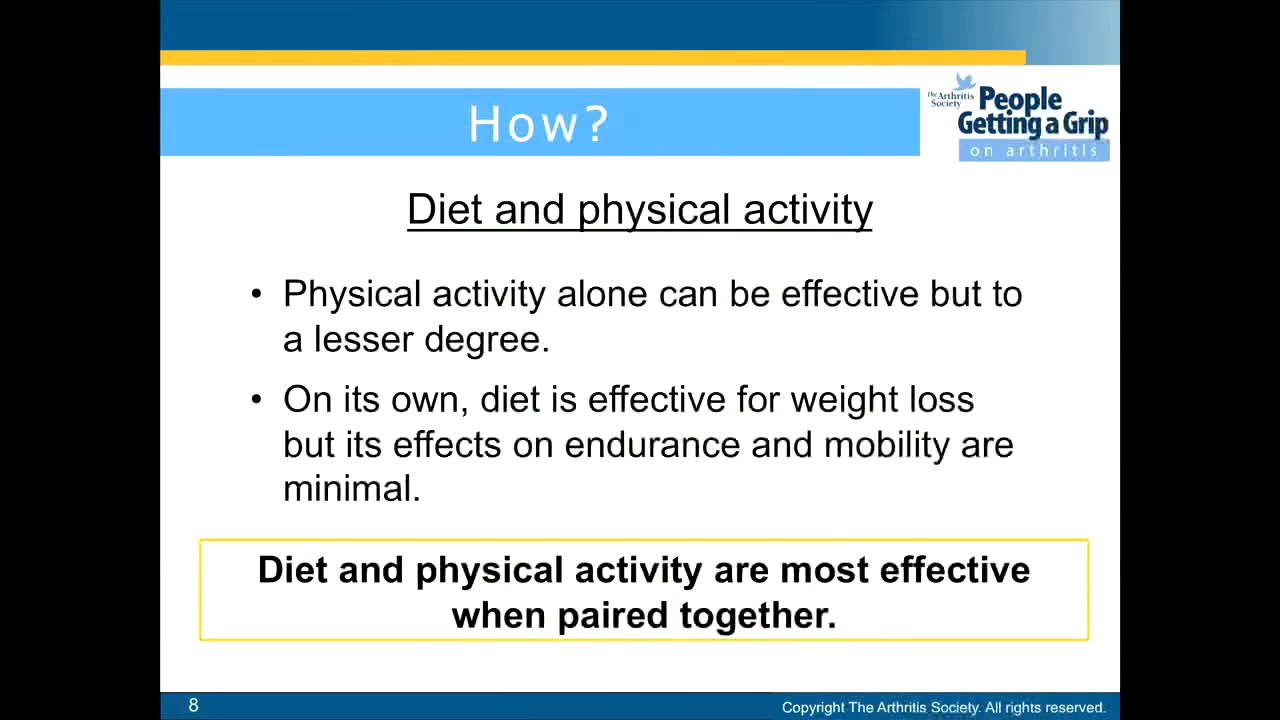 How?
The Arthritis
Society
People
Getting a Grip
on arthritis
Diet and physical activity
• Physical activity alone can be effective but to
a lesser degree.
• On its own, diet is effective for weight loss
but its effects on endurance and mobility are
minimal.
Diet and physical activity are most effective
when paired together.
8
Copyright The Arthritis Society. All rights reserved.